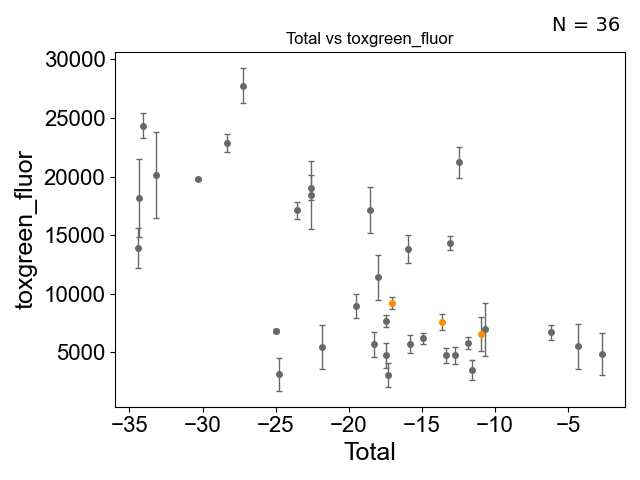 N = 36
Total vs toxgreen_fluor
30000
25000
20000
15000
10000
5000
toxgreen_fluor
−35 −30 −25 −20 −15 −10 −5
Total